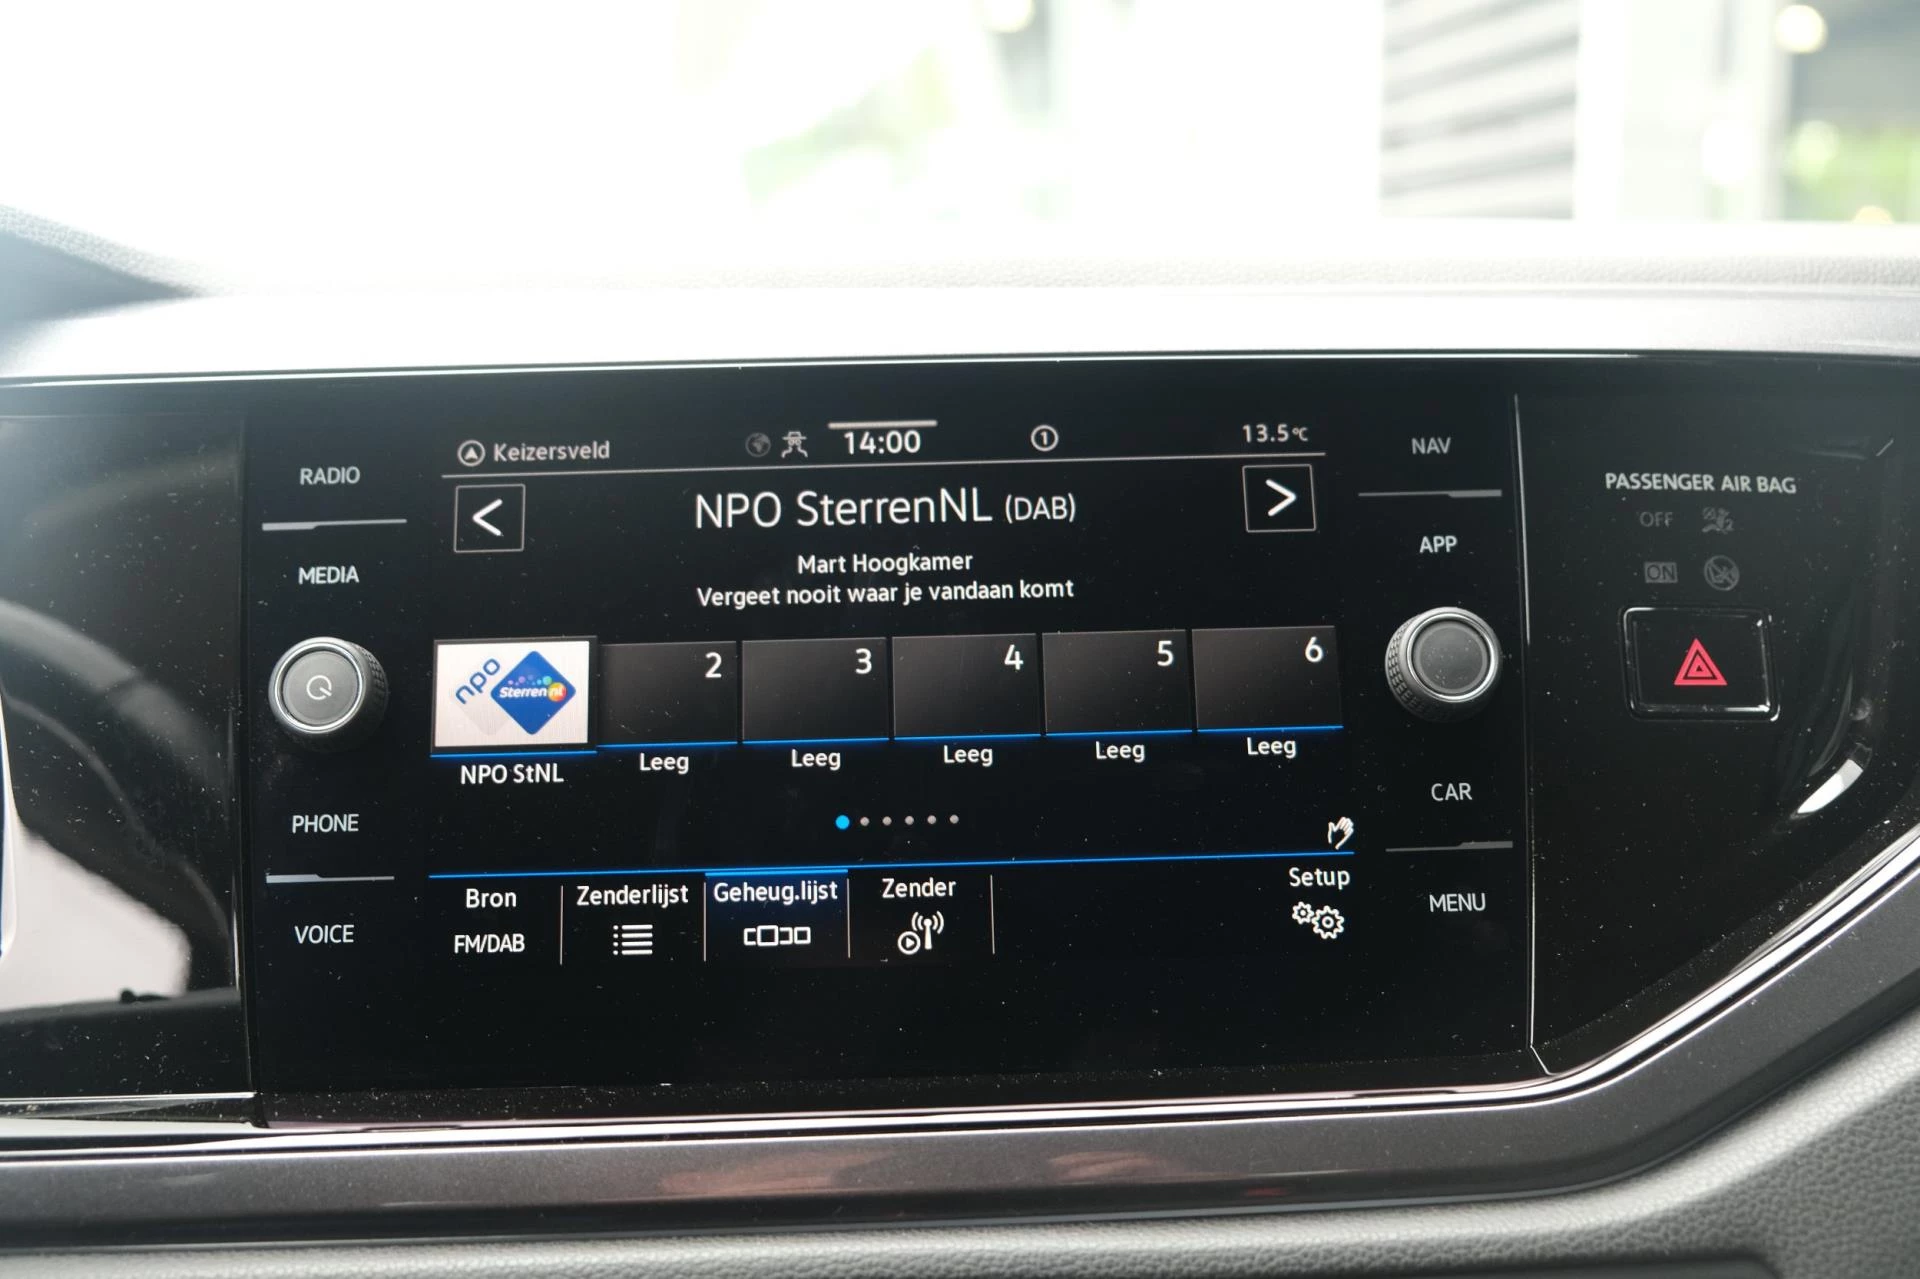 Keizersveld
14:00
1
13.5°C
RADIO
MEDIA
PHONE
VOICE
<
NPO SterrenNL (DAB)
>
Mart Hoogkamer
Vergeet nooit waar je vandaan komt
npo
Sterren nl
2
3
4
5
6
NPO StNL
Leeg
Leeg
Leeg
Leeg
Leeg
Bron
FM/DAB
Zenderlijst
Geheug.lijst
Zender
Setup
NAV
APP
CAR
MENU
PASSENGER AIR BAG
OFF
2
ON